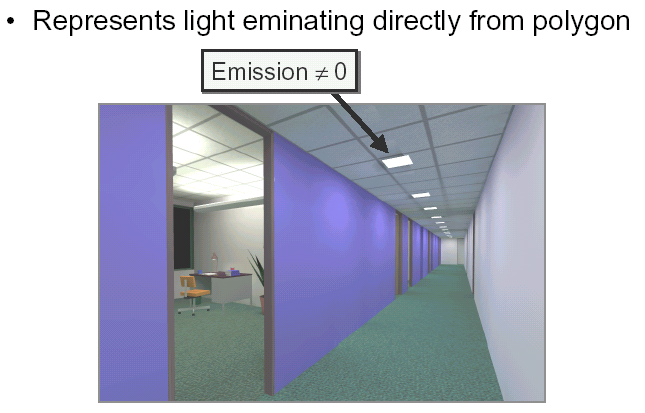 • Represents light eminating directly from polygon
Emission ≠ 0